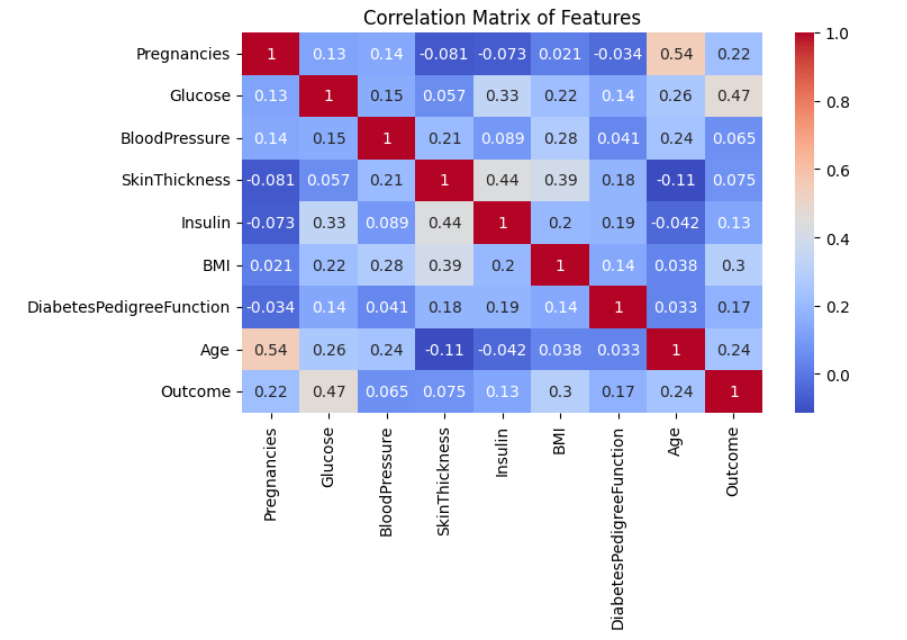 Correlation Matrix of Features
Pregnancies 1 0.13 0.14 -0.081 -0.073 0.021 -0.034 0.54 0.22
Glucose 0.13 1 0.15 0.057 0.33 0.22 0.14 0.26 0.47
BloodPressure 0.14 0.15 1 0.21 0.089 0.28 0.041 0.24 0.065
SkinThickness -0.081 0.057 0.21 1 0.44 0.39 0.18 -0.11 0.075
Insulin -0.073 0.33 0.089 0.44 1 0.2 0.19 -0.042 0.13
BMI 0.021 0.22 0.28 0.39 0.2 1 0.14 0.038 0.3
DiabetesPedigreeFunction -0.034 0.14 0.041 0.18 0.19 0.14 1 0.033 0.17
Age 0.54 0.26 0.24 -0.11 -0.042 0.038 0.033 1 0.24
Outcome 0.22 0.47 0.065 0.075 0.13 0.3 0.17 0.24 1
Pregnancies
Glucose
BloodPressure
SkinThickness
Insulin
BMI
DiabetesPedigreeFunction
Age
Outcome
1.0
0.8
0.6
0.4
0.2
0.0